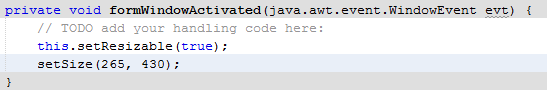 private void formWindowActivated(java.awt.event.WindowEvent evt) {
// TODO add your handling code here:
this.setResizable(true);
setSize(265, 430);
}